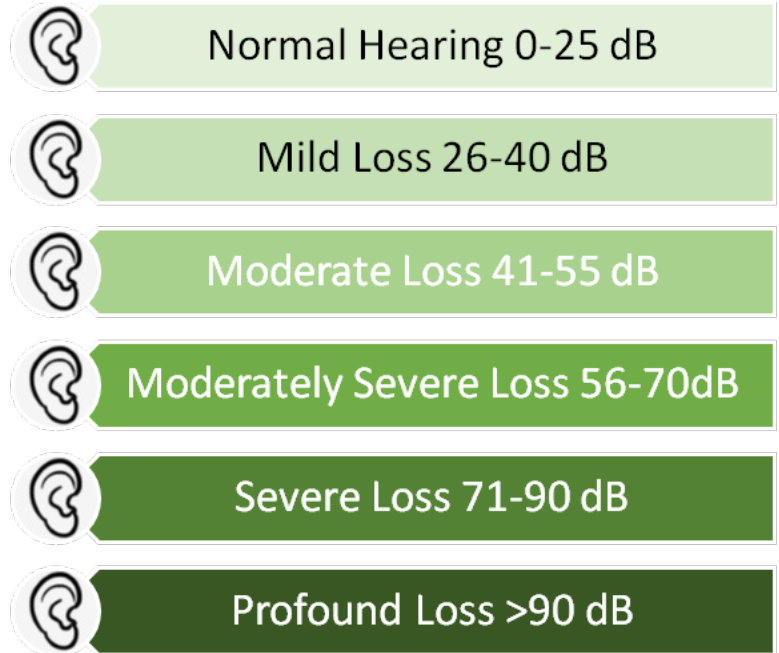 Normal Hearing 0-25 dB
Mild Loss 26-40 dB
Moderate Loss 41-55 dB
Moderately Severe Loss 56-70dB
Severe Loss 71-90 dB
Profound Loss >90 dB